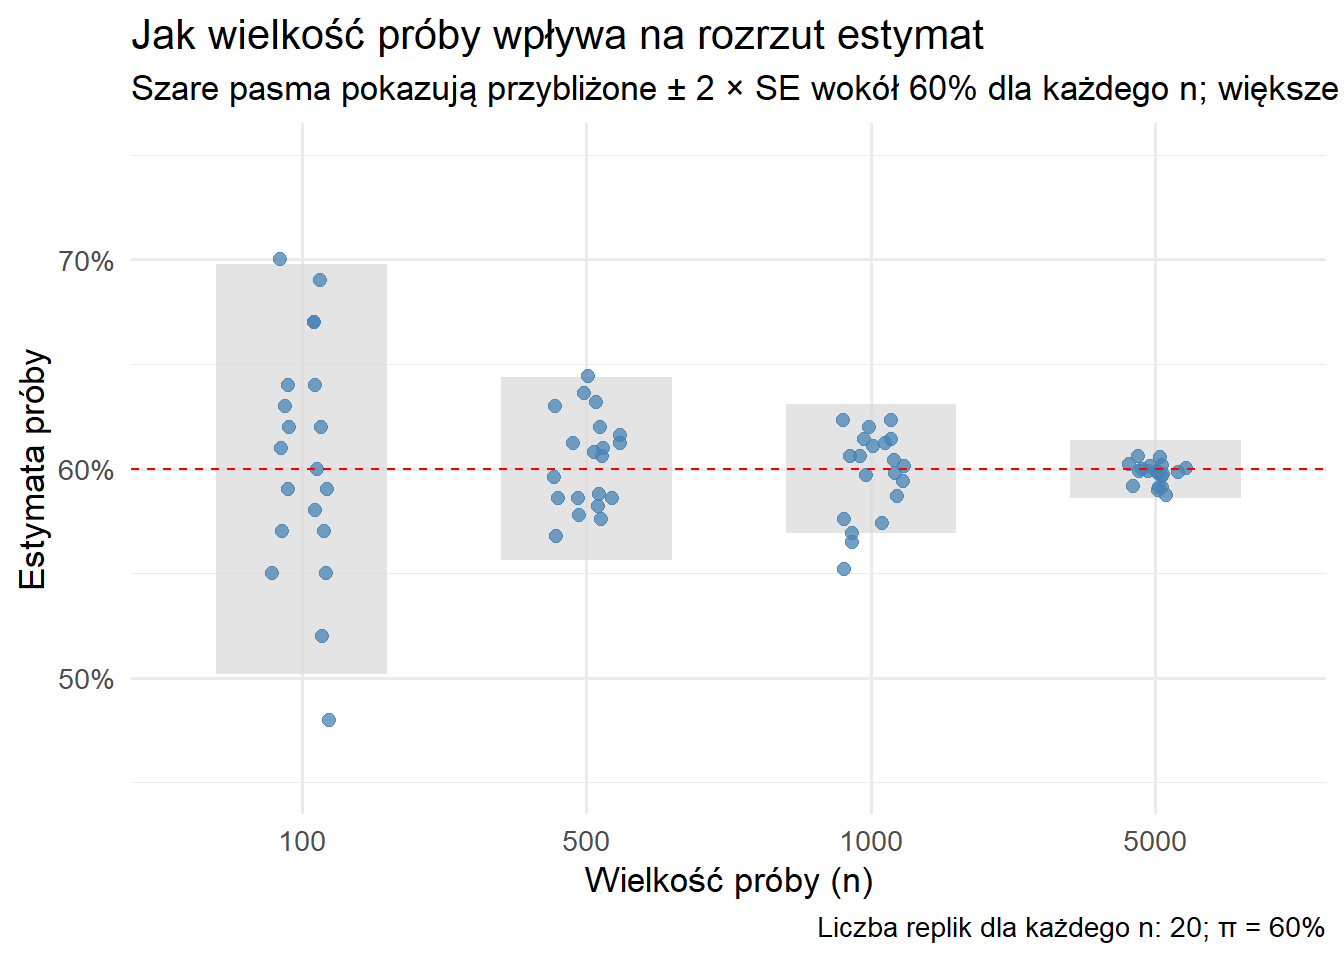 Jak wielkość próby wpływa na rozrzut estymat
Szare pasma pokazują przybliżone ± 2 × SE wokół 60% dla każdego n; większe
70%
60%
50%
Estymata próby
100 500 1000 5000
Wielkość próby (n)
Liczba replik dla każdego n: 20; π = 60%